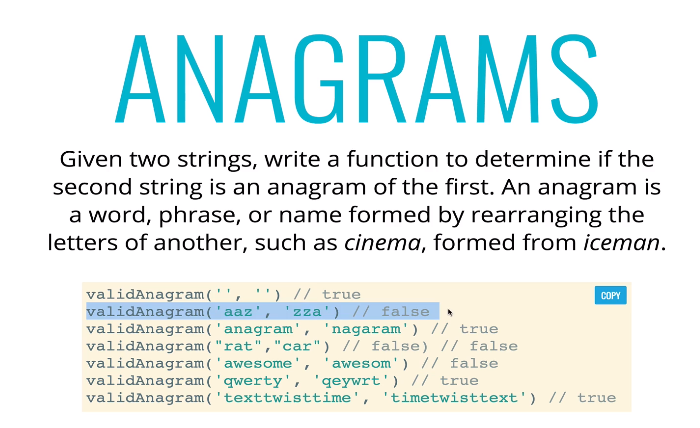 ANAGRAMS
Given two strings, write a function to determine if the
second string is an anagram of the first. An anagram is
a word, phrase, or name formed by rearranging the
letters of another, such as cinema, formed from iceman.
COPY
validAnagram('', '') // true
validAnagram('aaz', 'zza') // false
validAnagram('anagram', 'nagaram') // true
validAnagram("rat","car") // false) // false
validAnagram('awesome', 'awesom') // false
validAnagram('qwerty', 'qeywrt') // true
validAnagram('texttwisttime', 'timetwisttext') // true